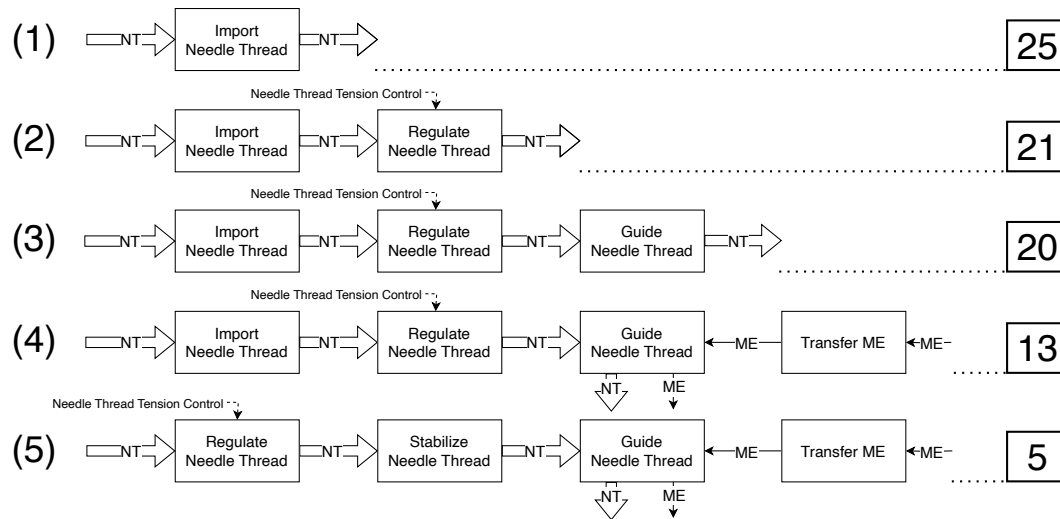 (1)
NT
Import
Needle Thread
NT
25
Needle Thread Tension Control
(2)
NT
Import
Needle Thread
NT
Regulate
Needle Thread
NT
21
Needle Thread Tension Control
(3)
NT
Import
Needle Thread
NT
Regulate
Needle Thread
NT
Guide
Needle Thread
NT
20
Needle Thread Tension Control
(4)
NT
Import
Needle Thread
NT
Regulate
Needle Thread
NT
Guide
Needle Thread
ME
Transfer ME
ME
13
NT
ME
Needle Thread Tension Control
(5)
NT
Regulate
Needle Thread
NT
Stabilize
Needle Thread
NT
Guide
Needle Thread
ME
Transfer ME
ME
5
NT
ME